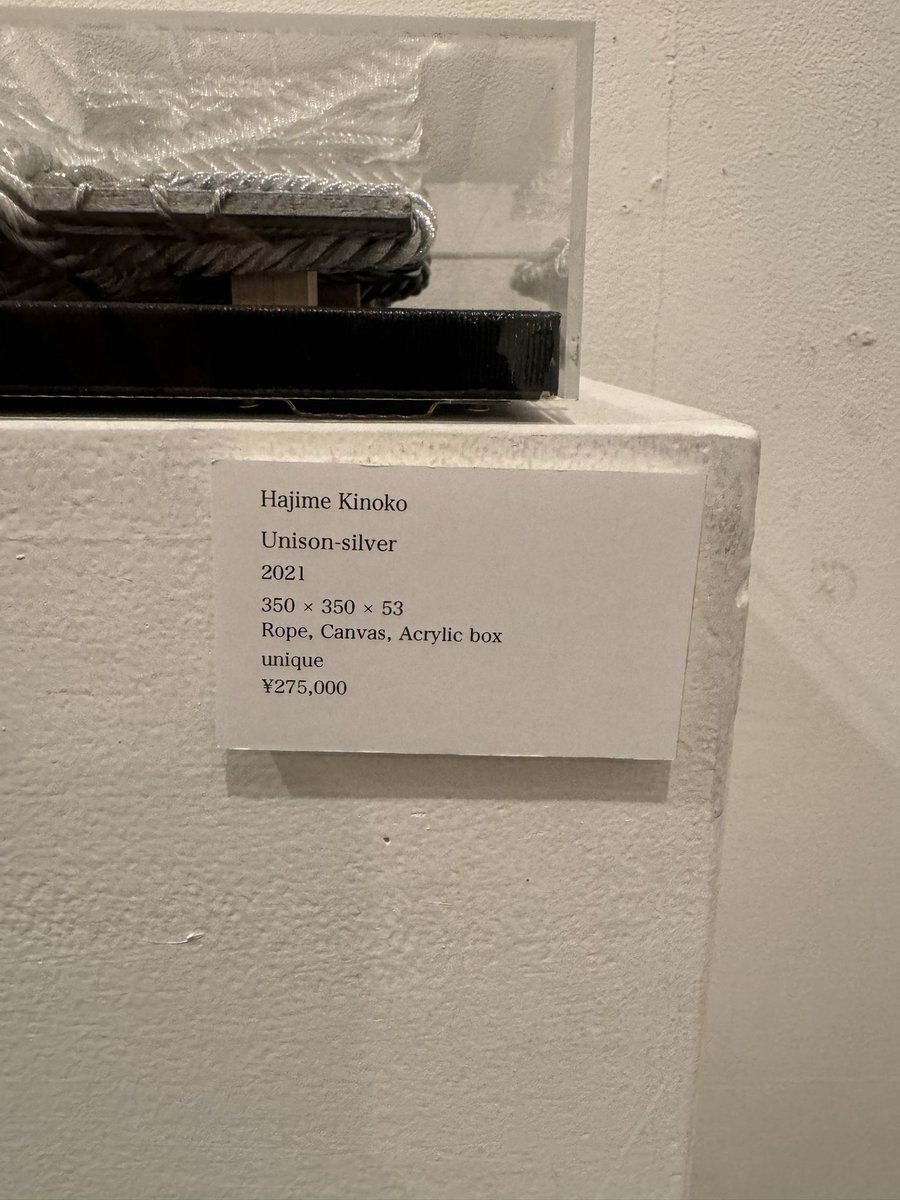 Hajime Kinoko
Unison-silver
2021
350 × 350 × 53
Rope, Canvas, Acrylic box
unique
¥275,000